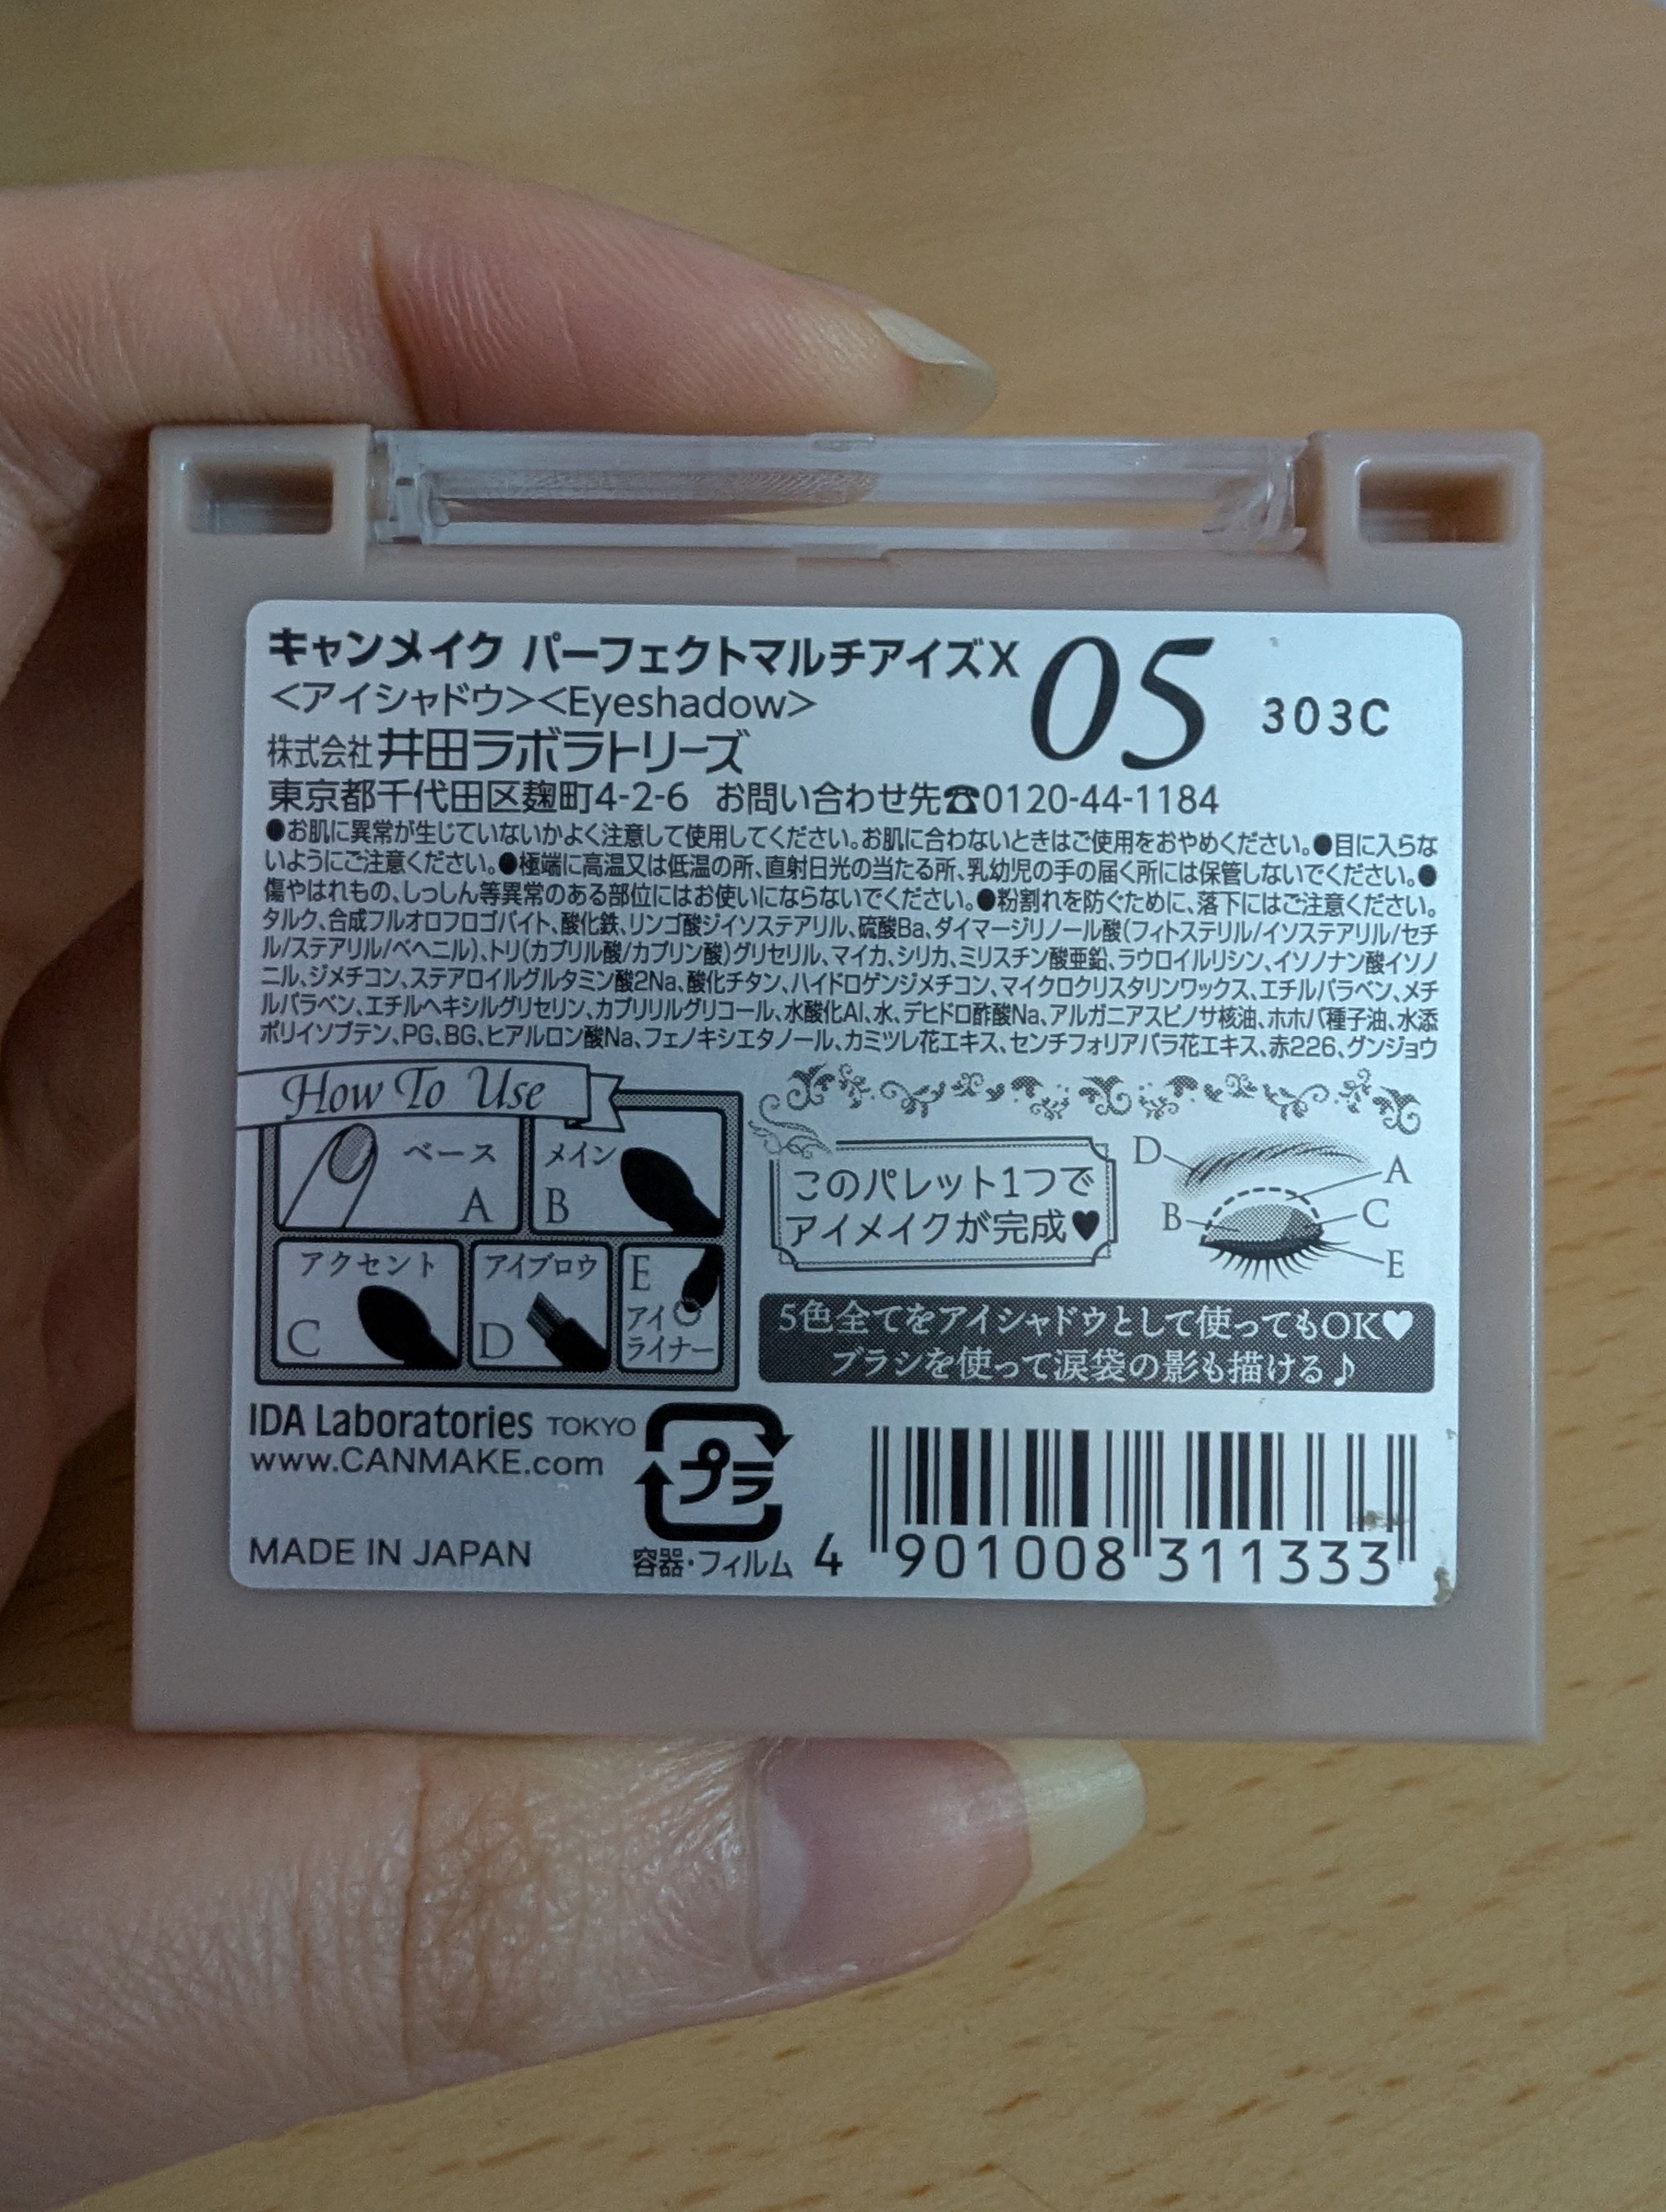 キャンメイク パーフェクトマルチアイズX 05 303C
<アイシャドウ><Eyeshadow>
株式会社 井田ラボラトリーズ
東京都千代田区麹町4-2-6 お問い合わせ先☎0120-44-1184
●お肌に異常が生じていないかよく注意して使用してください。お肌に合わないときはご使用をおやめください。●目に入らな
いようにご注意ください。●極端に高温又は低温の所、直射日光の当たる所、乳幼児の手の届く所には保管しないでください。●
傷やはれもの、しっしん等異常のある部位にはお使いにならないでください。●粉割れを防ぐために、落下にはご注意ください。
タルク、合成フルオロフロゴパイト、酸化鉄、リンゴ酸ジイソステアリル、硫酸Ba、ダイマージリノール酸(フィトステリル/イソステアリル/セチ
ル/ステアリル/ベヘニル)、トリ(カプリル酸/カプリン酸)グリセリル、マイカ、シリカ、ミリスチン酸亜鉛、ラウロイルリシン、イソノナン酸イソノ
ニル、ジメチコン、ステアロイルグルタミン酸2Na、酸化チタン、ハイドロゲンジメチコン、マイクロクリスタリンワックス、エチルパラベン、メチ
ルパラベン、エチルヘキシルグリセリン、カプリリルグリコール、水酸化Al、水、デヒドロ酢酸Na、アルガニアスピノサ核油、ホホバ種子油、水添
ポリイソブテン、PG、BG、ヒアルロン酸Na、フェノキシエタノール、カミツレ花エキス、センチフォリアバラ花エキス、赤226、グンジョウ
How To Use
ベース
A
メイン
B
アクセント
C
アイブロウ
D
E
アイ
ライナー
このパレット1つで
アイメイクが完成♥
D
A
B
C
E
5色全てをアイシャドウとして使ってもOK♥
ブラシを使って涙袋の影も描ける♪
IDA Laboratories TOKYO
www.CANMAKE.com
MADE IN JAPAN
プラ
容器・フィルム
4 901008 311333